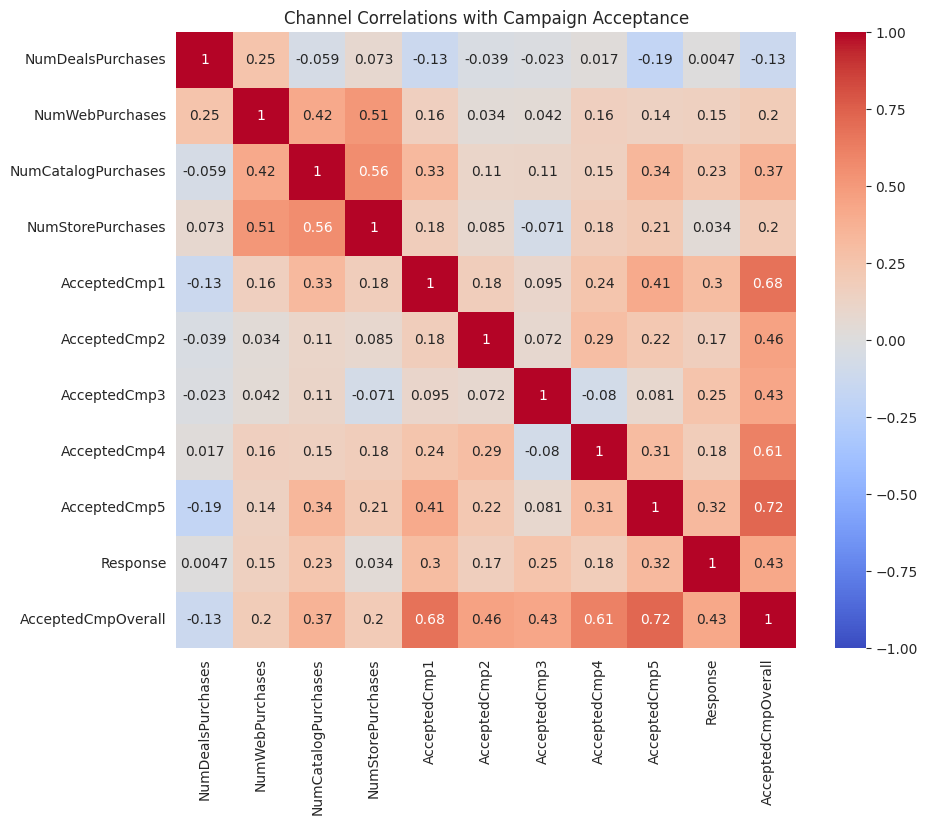 Channel Correlations with Campaign Acceptance
NumDealsPurchases 1 0.25 -0.059 0.073 -0.13 -0.039 -0.023 0.017 -0.19 0.0047 -0.13
NumWebPurchases 0.25 1 0.42 0.51 0.16 0.034 0.042 0.16 0.14 0.15 0.2
NumCatalogPurchases -0.059 0.42 1 0.56 0.33 0.11 0.11 0.15 0.34 0.23 0.37
NumStorePurchases 0.073 0.51 0.56 1 0.18 0.085 -0.071 0.18 0.21 0.034 0.2
AcceptedCmp1 -0.13 0.16 0.33 0.18 1 0.18 0.095 0.24 0.41 0.3 0.68
AcceptedCmp2 -0.039 0.034 0.11 0.085 0.18 1 0.072 0.29 0.22 0.17 0.46
AcceptedCmp3 -0.023 0.042 0.11 -0.071 0.095 0.072 1 -0.08 0.081 0.25 0.43
AcceptedCmp4 0.017 0.16 0.15 0.18 0.24 0.29 -0.08 1 0.31 0.18 0.61
AcceptedCmp5 -0.19 0.14 0.34 0.21 0.41 0.22 0.081 0.31 1 0.32 0.72
Response 0.0047 0.15 0.23 0.034 0.3 0.17 0.25 0.18 0.32 1 0.43
AcceptedCmpOverall -0.13 0.2 0.37 0.2 0.68 0.46 0.43 0.61 0.72 0.43 1
NumDealsPurchases
NumWebPurchases
NumCatalogPurchases
NumStorePurchases
AcceptedCmp1
AcceptedCmp2
AcceptedCmp3
AcceptedCmp4
AcceptedCmp5
Response
AcceptedCmpOverall
1.00
0.75
0.50
0.25
0.00
−0.25
−0.50
−0.75
−1.00